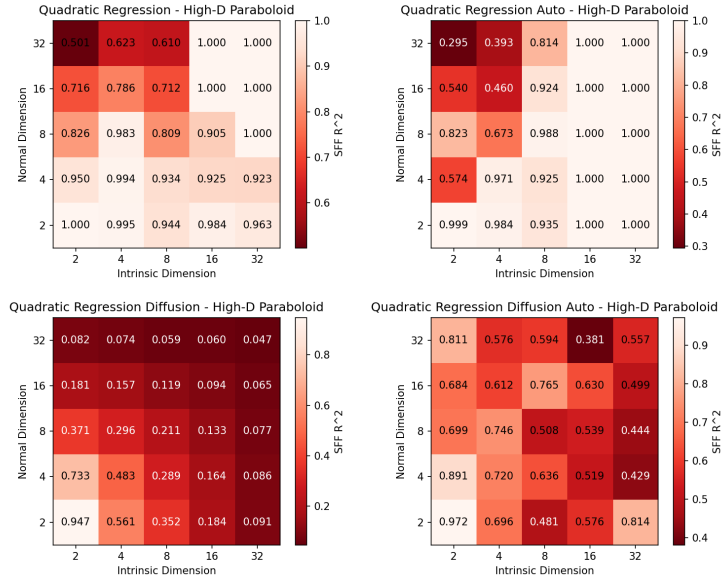 Quadratic Regression - High-D Paraboloid
Normal Dimension
32 0.501 0.623 0.610 1.000 1.000
16 0.716 0.786 0.712 1.000 1.000
8 0.826 0.983 0.809 0.905 1.000
4 0.950 0.994 0.934 0.925 0.923
2 1.000 0.995 0.944 0.984 0.963
2 4 8 16 32
Intrinsic Dimension
1.0
0.9
0.8
0.7
0.6
SFF R^2
Quadratic Regression Auto - High-D Paraboloid
Normal Dimension
32 0.295 0.393 0.814 1.000 1.000
16 0.540 0.460 0.924 1.000 1.000
8 0.823 0.673 0.988 1.000 1.000
4 0.574 0.971 0.925 1.000 1.000
2 0.999 0.984 0.935 1.000 1.000
2 4 8 16 32
Intrinsic Dimension
1.0
0.9
0.8
0.7
0.6
0.5
0.4
0.3
SFF R^2
Quadratic Regression Diffusion - High-D Paraboloid
Normal Dimension
32 0.082 0.074 0.059 0.060 0.047
16 0.181 0.157 0.119 0.094 0.065
8 0.371 0.296 0.211 0.133 0.077
4 0.733 0.483 0.289 0.164 0.086
2 0.947 0.561 0.352 0.184 0.091
2 4 8 16 32
Intrinsic Dimension
0.8
0.6
0.4
0.2
SFF R^2
Quadratic Regression Diffusion Auto - High-D Paraboloid
Normal Dimension
32 0.811 0.576 0.594 0.381 0.557
16 0.684 0.612 0.765 0.630 0.499
8 0.699 0.746 0.508 0.539 0.444
4 0.891 0.720 0.636 0.519 0.429
2 0.972 0.696 0.481 0.576 0.814
2 4 8 16 32
Intrinsic Dimension
0.9
0.8
0.7
0.6
0.5
0.4
SFF R^2